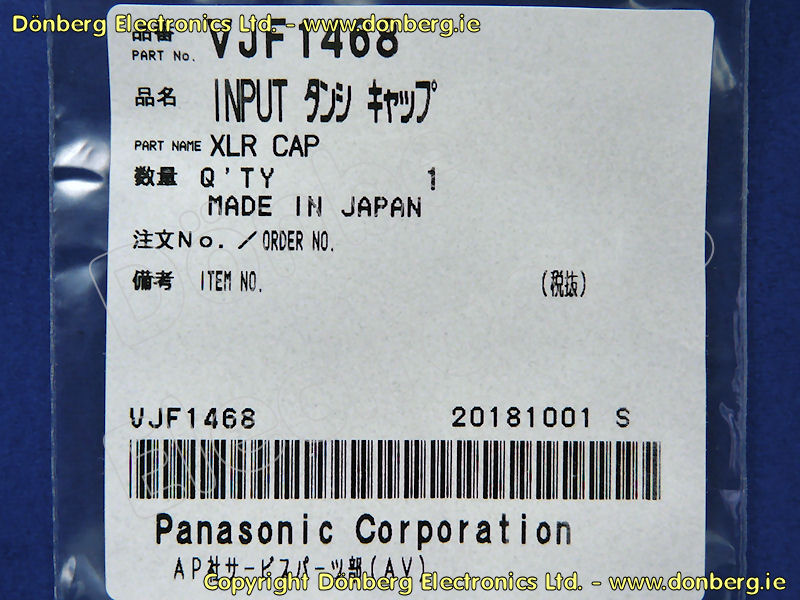 Dönberg Electronics Ltd. - www.donberg.ie
品番 VJF1468
PART No.
品名 INPUT タンシ キャップ
PART NAME XLR CAP
数量 Q'TY 1
MADE IN JAPAN
注文No./ORDER NO.
備考 ITEM NO. (税抜)
VJF1468 20181001 S
Panasonic Corporation
AP社サービスパーツ部(AV)
Copyright Dönberg Electronics Ltd. - www.donberg.ie